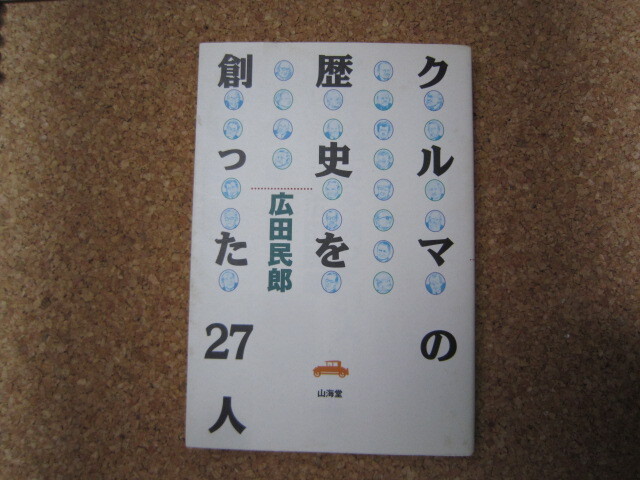 クルマの
歴史を
創った
27人
広田民郎
山海堂